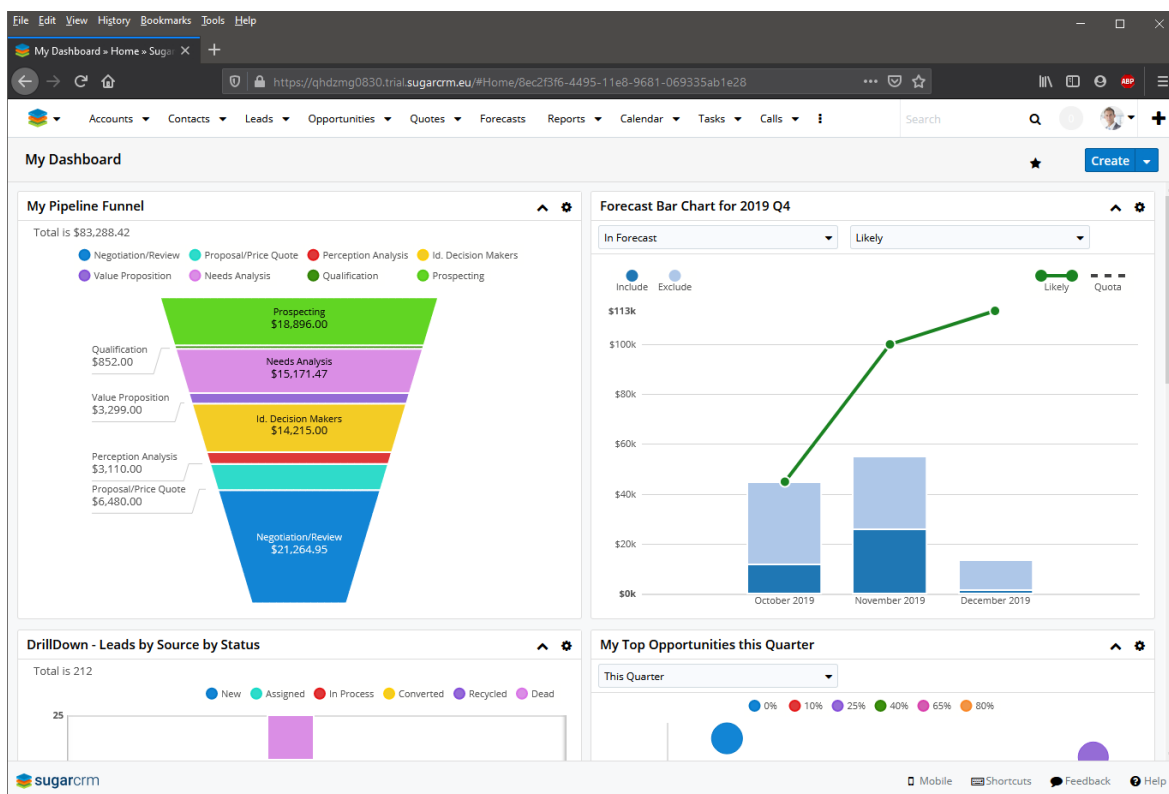 File Edit View History Bookmarks Tools Help
My Dashboard » Home » Suga
https://qhdzmg0830.trial.sugarcrm.eu/#Home/8ec2f3f6-4495-11e8-9681-069335ab1e28
ABP
Accounts Contacts Leads Opportunities Quotes Forecasts Reports Calendar Tasks Calls Search
My Dashboard
Create
My Pipeline Funnel
Total is $83,288.42
Negotiation/Review Proposal/Price Quote Perception Analysis Id. Decision Makers
Value Proposition Needs Analysis Qualification Prospecting
Prospecting
$18,896.00
Qualification
$852.00
Needs Analysis
$15,171.47
Value Proposition
$3,299.00
Id. Decision Makers
$14,215.00
Perception Analysis
$3,110.00
Proposal/Price Quote
$6,480.00
Negotiation/Review
$21,264.95
Forecast Bar Chart for 2019 Q4
In Forecast Likely
Include Exclude Likely Quota
$113k
$100k
$80k
$60k
$40k
$20k
$0k
October 2019 November 2019 December 2019
DrillDown - Leads by Source by Status
Total is 212
New Assigned In Process Converted Recycled Dead
25
My Top Opportunities this Quarter
This Quarter
0% 10% 25% 40% 65% 80%
sugarcrm
Mobile Shortcuts Feedback Help